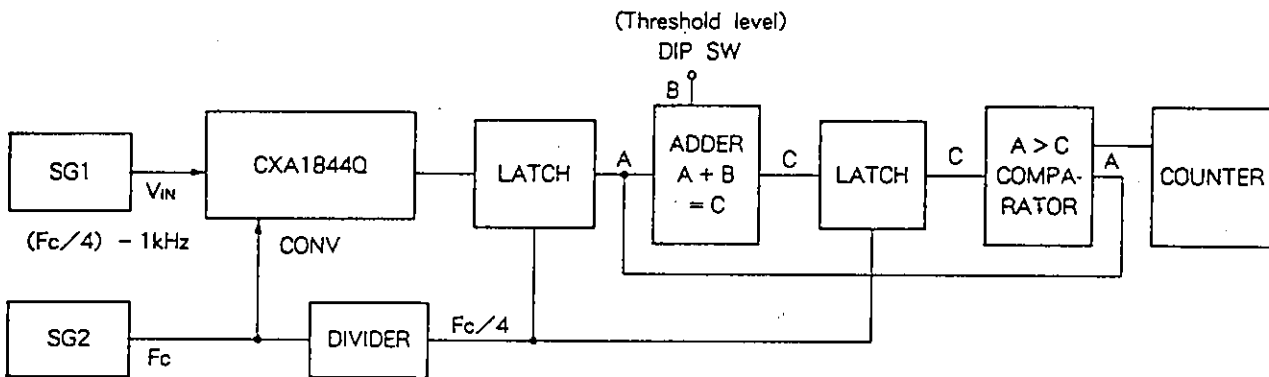 (Threshold level)
DIP SW
B
SG1
VIN
(Fc/4) - 1kHz
CXA1844Q
CONV
LATCH
A
ADDER
A + B
= C
C
LATCH
C
A > C
COMPA-
RATOR
A
COUNTER
SG2
Fc
DIVIDER
Fc/4